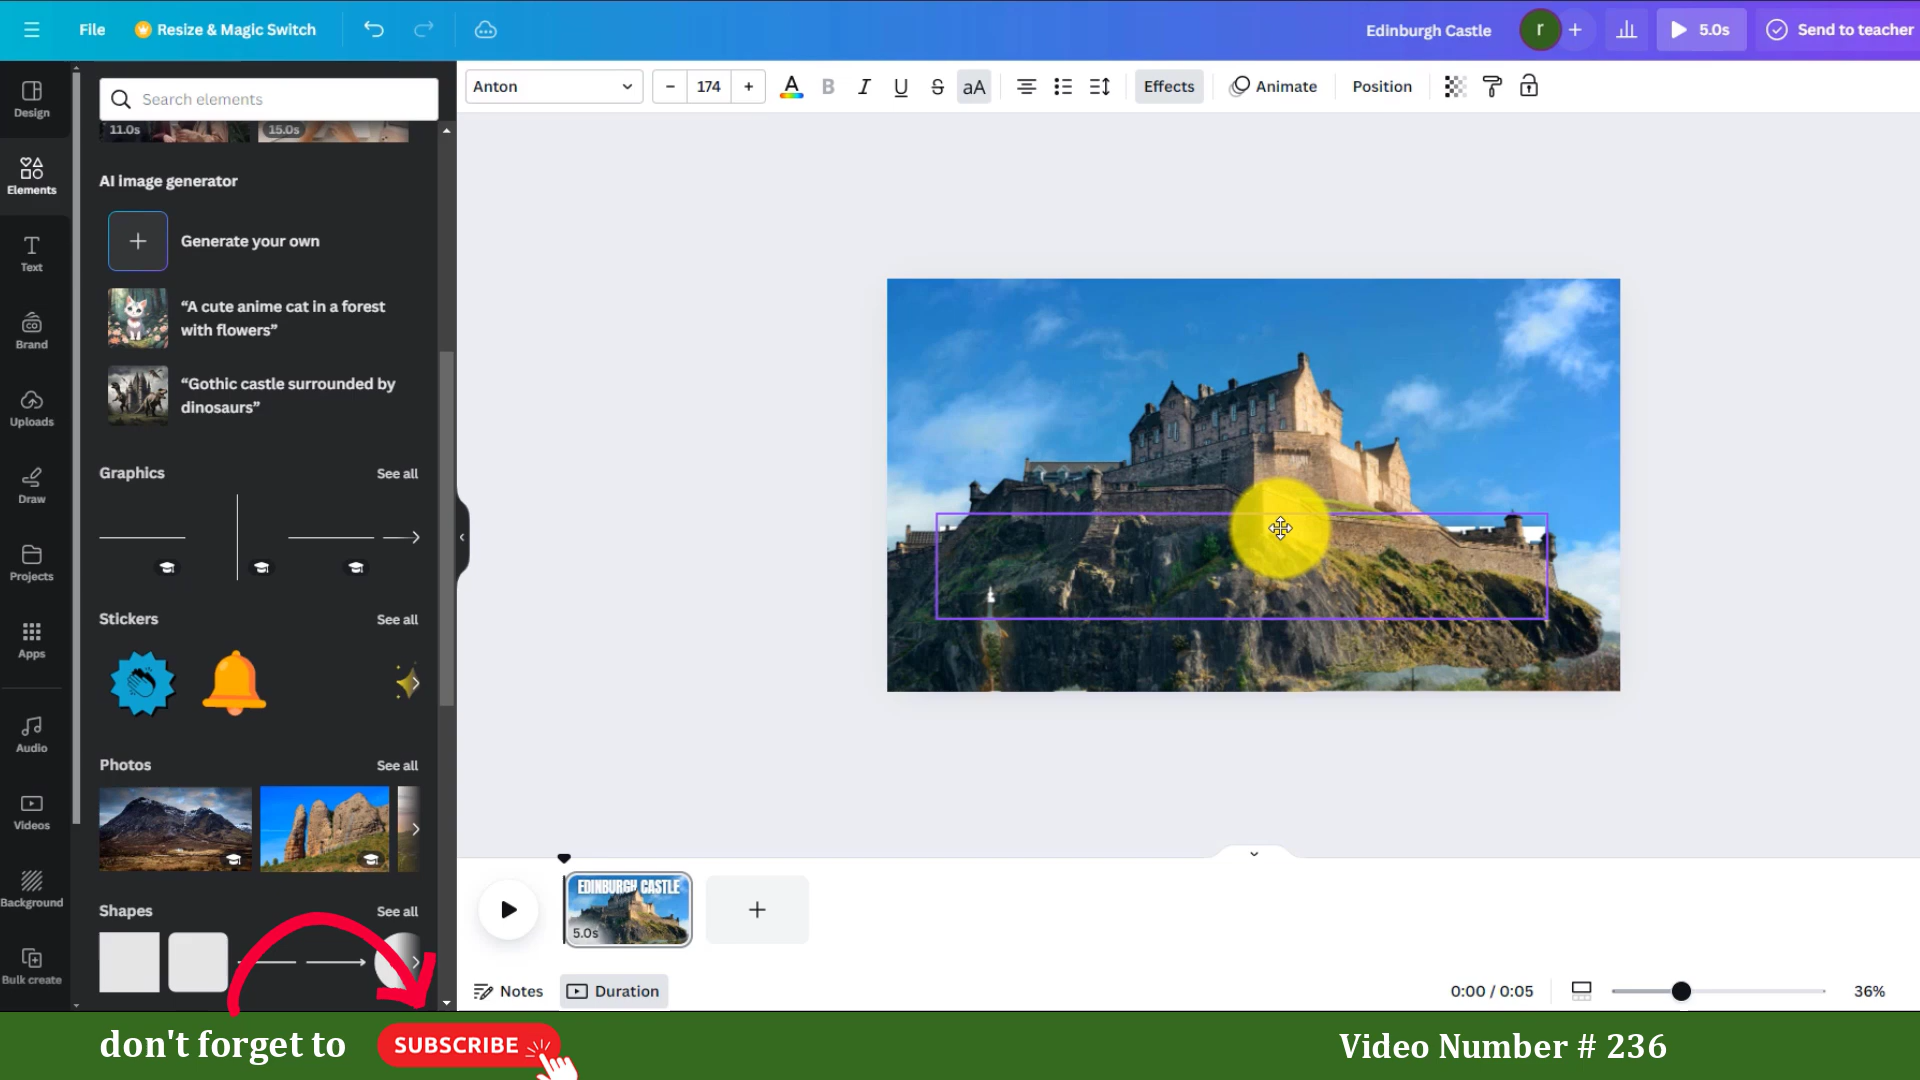 File
Resize & Magic Switch
Edinburgh Castle
r
5.0s
Send to teacher
Design
Elements
Text
Brand
Uploads
Draw
Projects
Apps
Audio
Videos
Background
Bulk create
Search elements
11.0s
15.0s
AI image generator
Generate your own
“A cute anime cat in a forest
with flowers”
“Gothic castle surrounded by
dinosaurs”
Graphics
See all
Stickers
See all
Photos
See all
Shapes
See all
Anton
174
A
B
I
U
S
aA
Effects
Animate
Position
EDINBURGH CASTLE
5.0s
Notes
Duration
0:00 / 0:05
36%
don't forget to
SUBSCRIBE
Video Number # 236